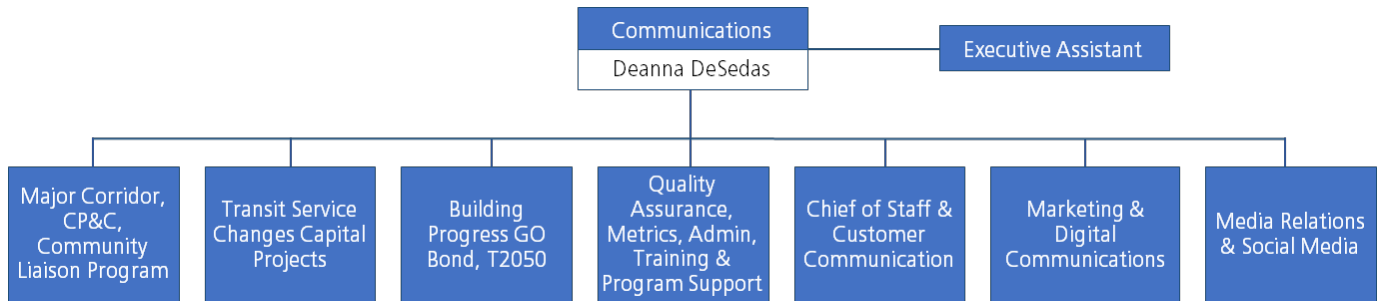 Communications
Deanna DeSedas
Executive Assistant
Major Corridor,
CP&C,
Community
Liaison Program
Transit Service
Changes Capital
Projects
Building
Progress GO
Bond, T2050
Quality
Assurance,
Metrics, Admin,
Training &
Program Support
Chief of Staff &
Customer
Communication
Marketing &
Digital
Communications
Media Relations
& Social Media